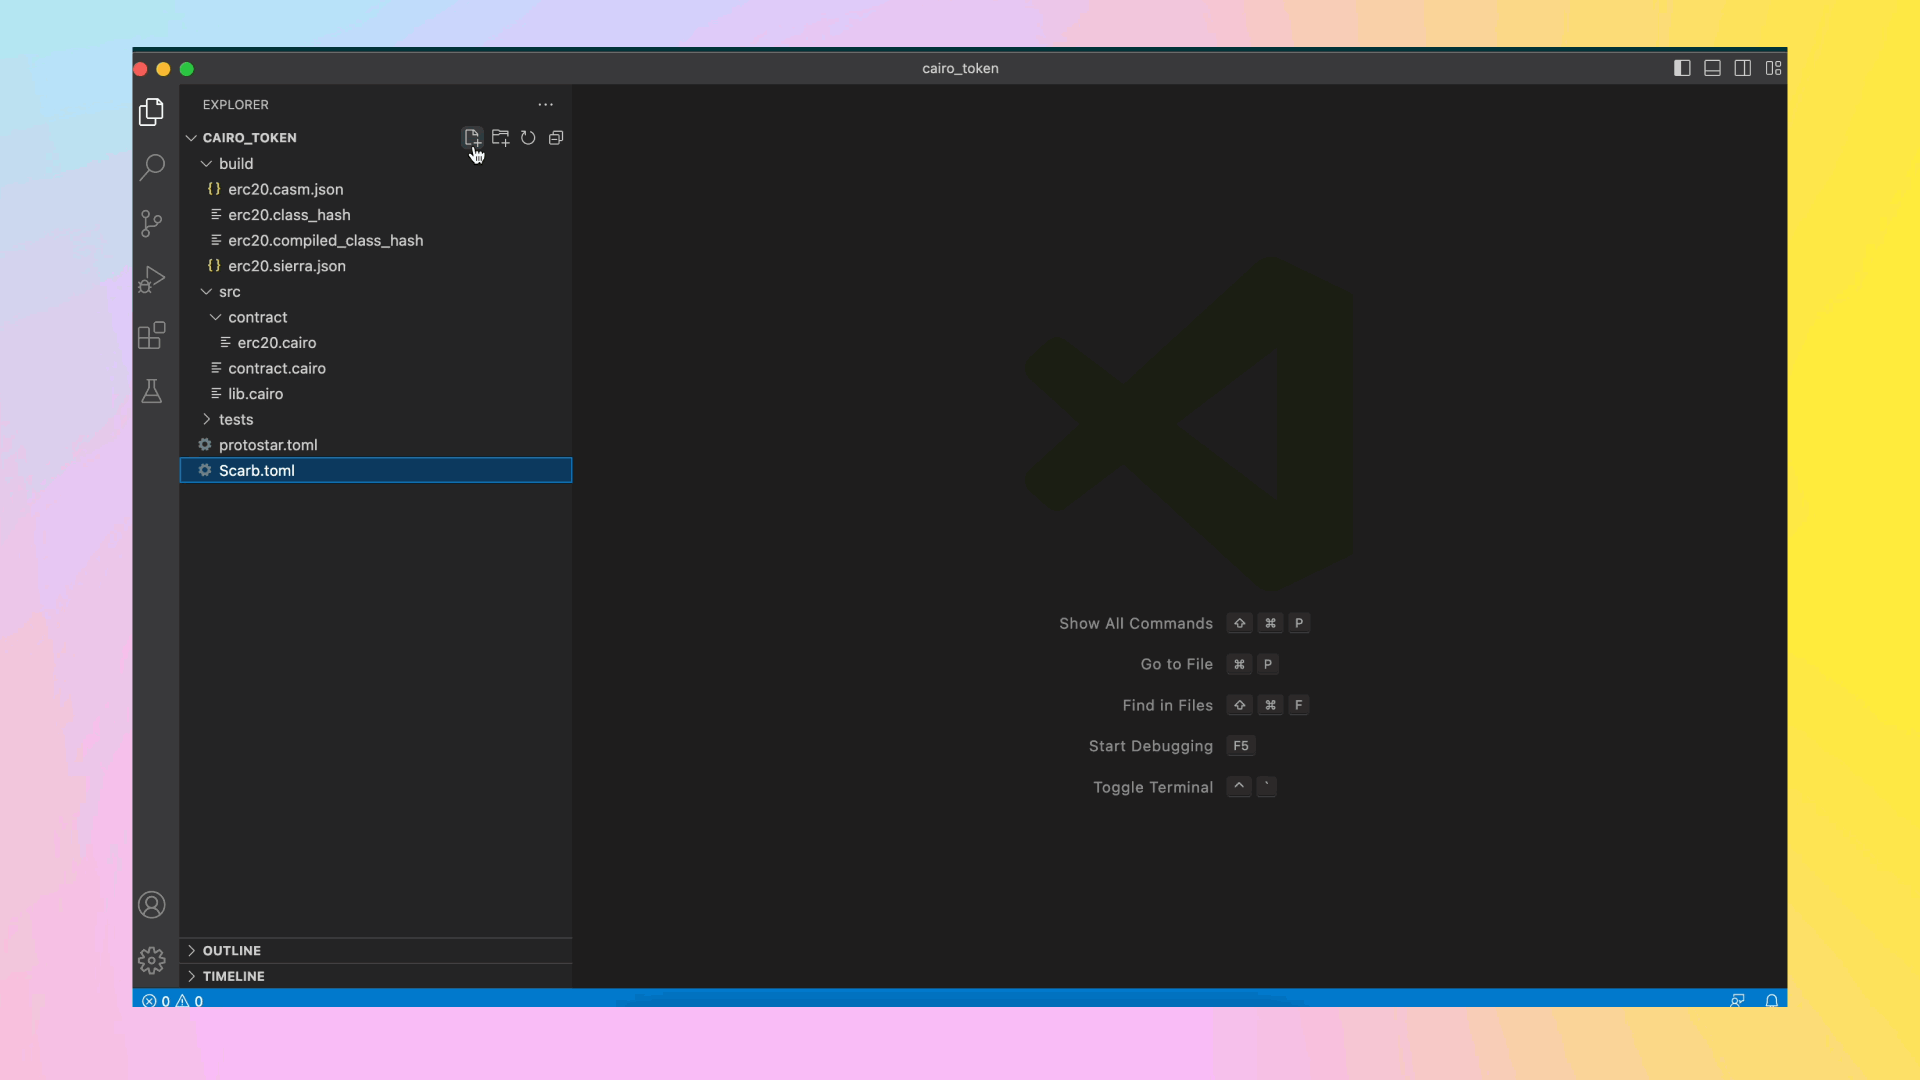 cairo_token
EXPLORER
CAIRO_TOKEN
build
erc20.casm.json
erc20.class_hash
erc20.compiled_class_hash
erc20.sierra.json
src
contract
erc20.cairo
contract.cairo
lib.cairo
tests
protostar.toml
Scarb.toml
Show All Commands ⇧ ⌘ P
Go to File ⌘ P
Find in Files ⇧ ⌘ F
Start Debugging F5
Toggle Terminal ^ `
OUTLINE
TIMELINE
0 0